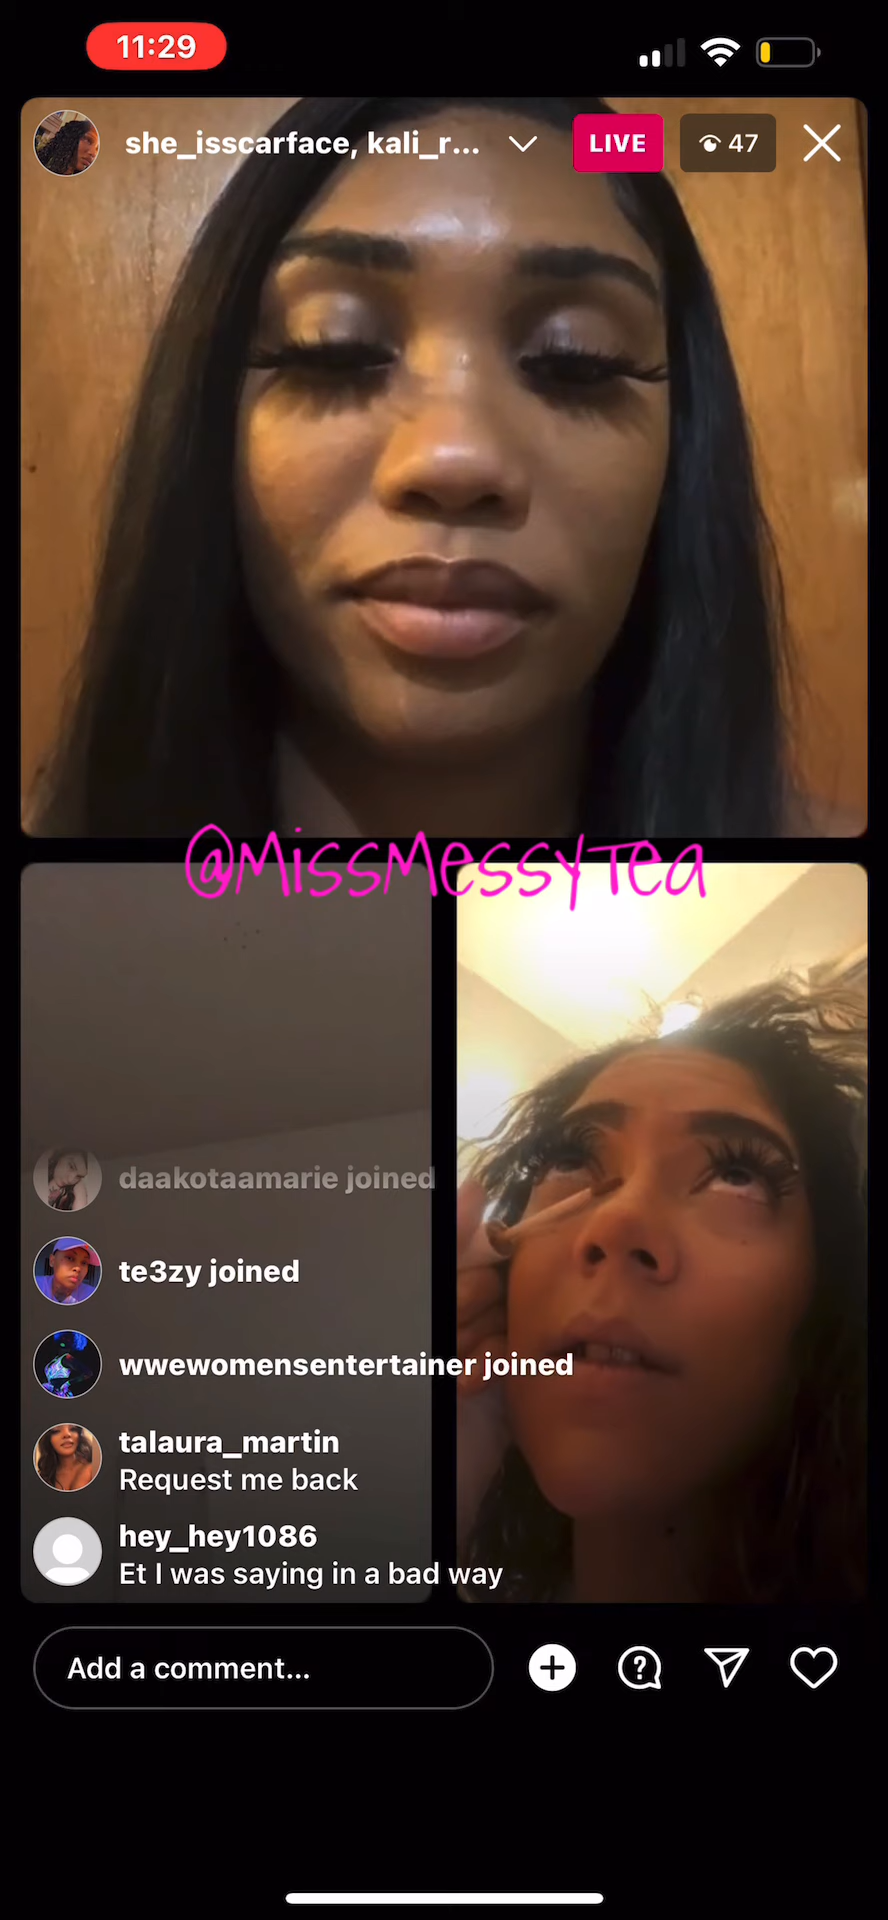 11:29
she_isscarface, kali_r...
LIVE
47
@MissMessyTea
daakotaamarie joined
te3zy joined
wwewomensentertainer joined
talaura_martin
Request me back
hey_hey1086
Et I was saying in a bad way
Add a comment...